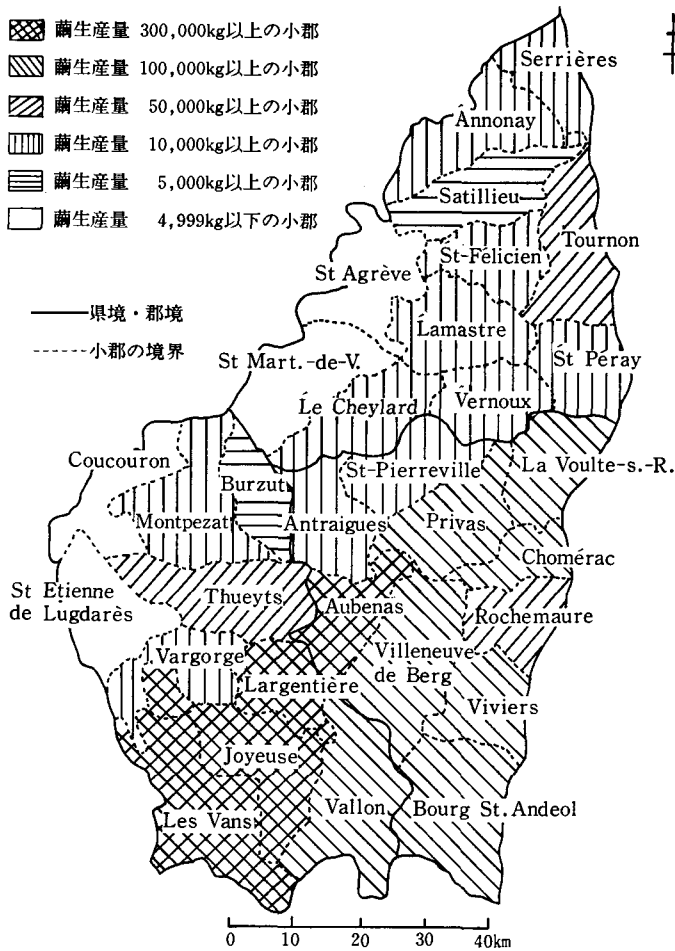 繭生産量 300,000kg以上の小郡
繭生産量 100,000kg以上の小郡
繭生産量 50,000kg以上の小郡
繭生産量 10,000kg以上の小郡
繭生産量 5,000kg以上の小郡
繭生産量 4,999kg以下の小郡
県境・郡境
小郡の境界
Serrières
Annonay
Satillieu
Tournon
St-Félicien
St Agrève
Lamastre
St Mart.-de-V.
St Péray
Le Cheylard
Vernoux
Coucouron
Burzut
St-Pierreville
La Voulte-s.-R.
Montpezat
Antraigues
Privas
Chomérac
St Etienne
de Lugdarès
Thueyts
Aubenas
Rochemaure
Vargorge
Villeneuve
de Berg
Largentière
Viviers
Joyeuse
Les Vans
Vallon
Bourg St. Andeol
0 10 20 30 40km